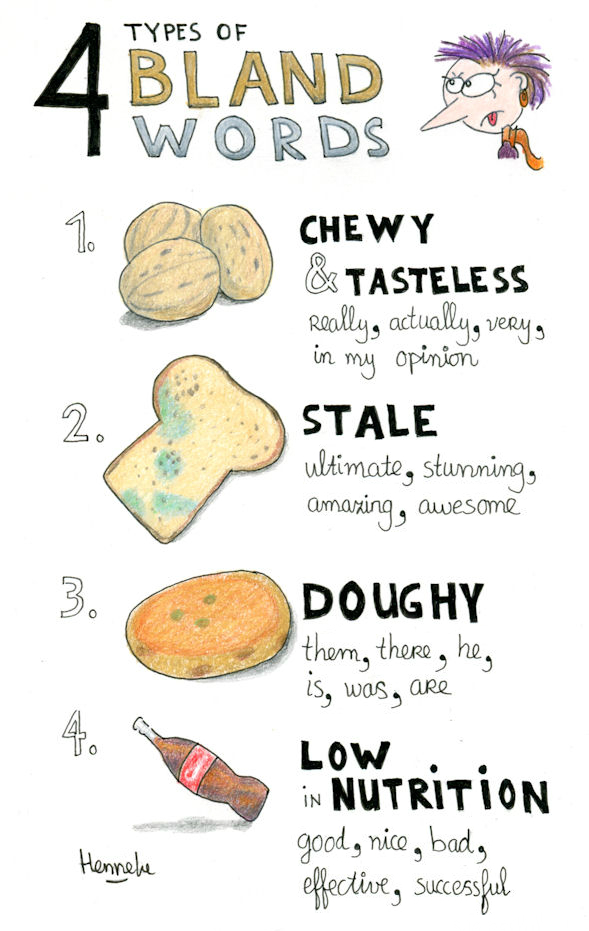 4 TYPES OF
BLAND
WORDS
1. CHEWY
& TASTELESS
really, actually, very,
in my opinion
2. STALE
ultimate, stunning,
amazing, awesome
3. DOUGHY
them, there, he,
is, was, are
4. LOW
IN NUTRITION
good, nice, bad,
effective, successful
Henneke